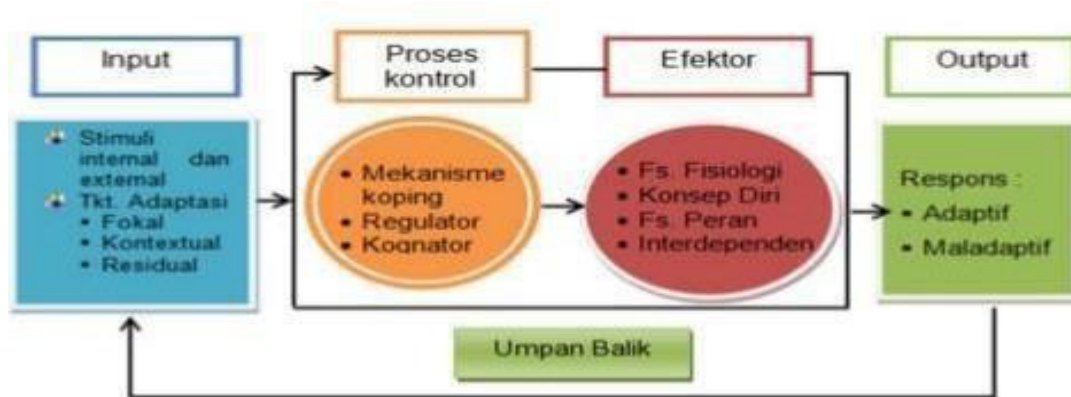 Input
Proses
kontrol
Efektor
Output
Stimuli
internal dan
external
Tkt. Adaptasi
• Fokal
• Kontextual
• Residual
• Mekanisme
koping
• Regulator
• Kognator
• Fs. Fisiologi
• Konsep Diri
• Fs. Peran
• Interdependen
Respons :
• Adaptif
• Maladaptif
Umpan Balik